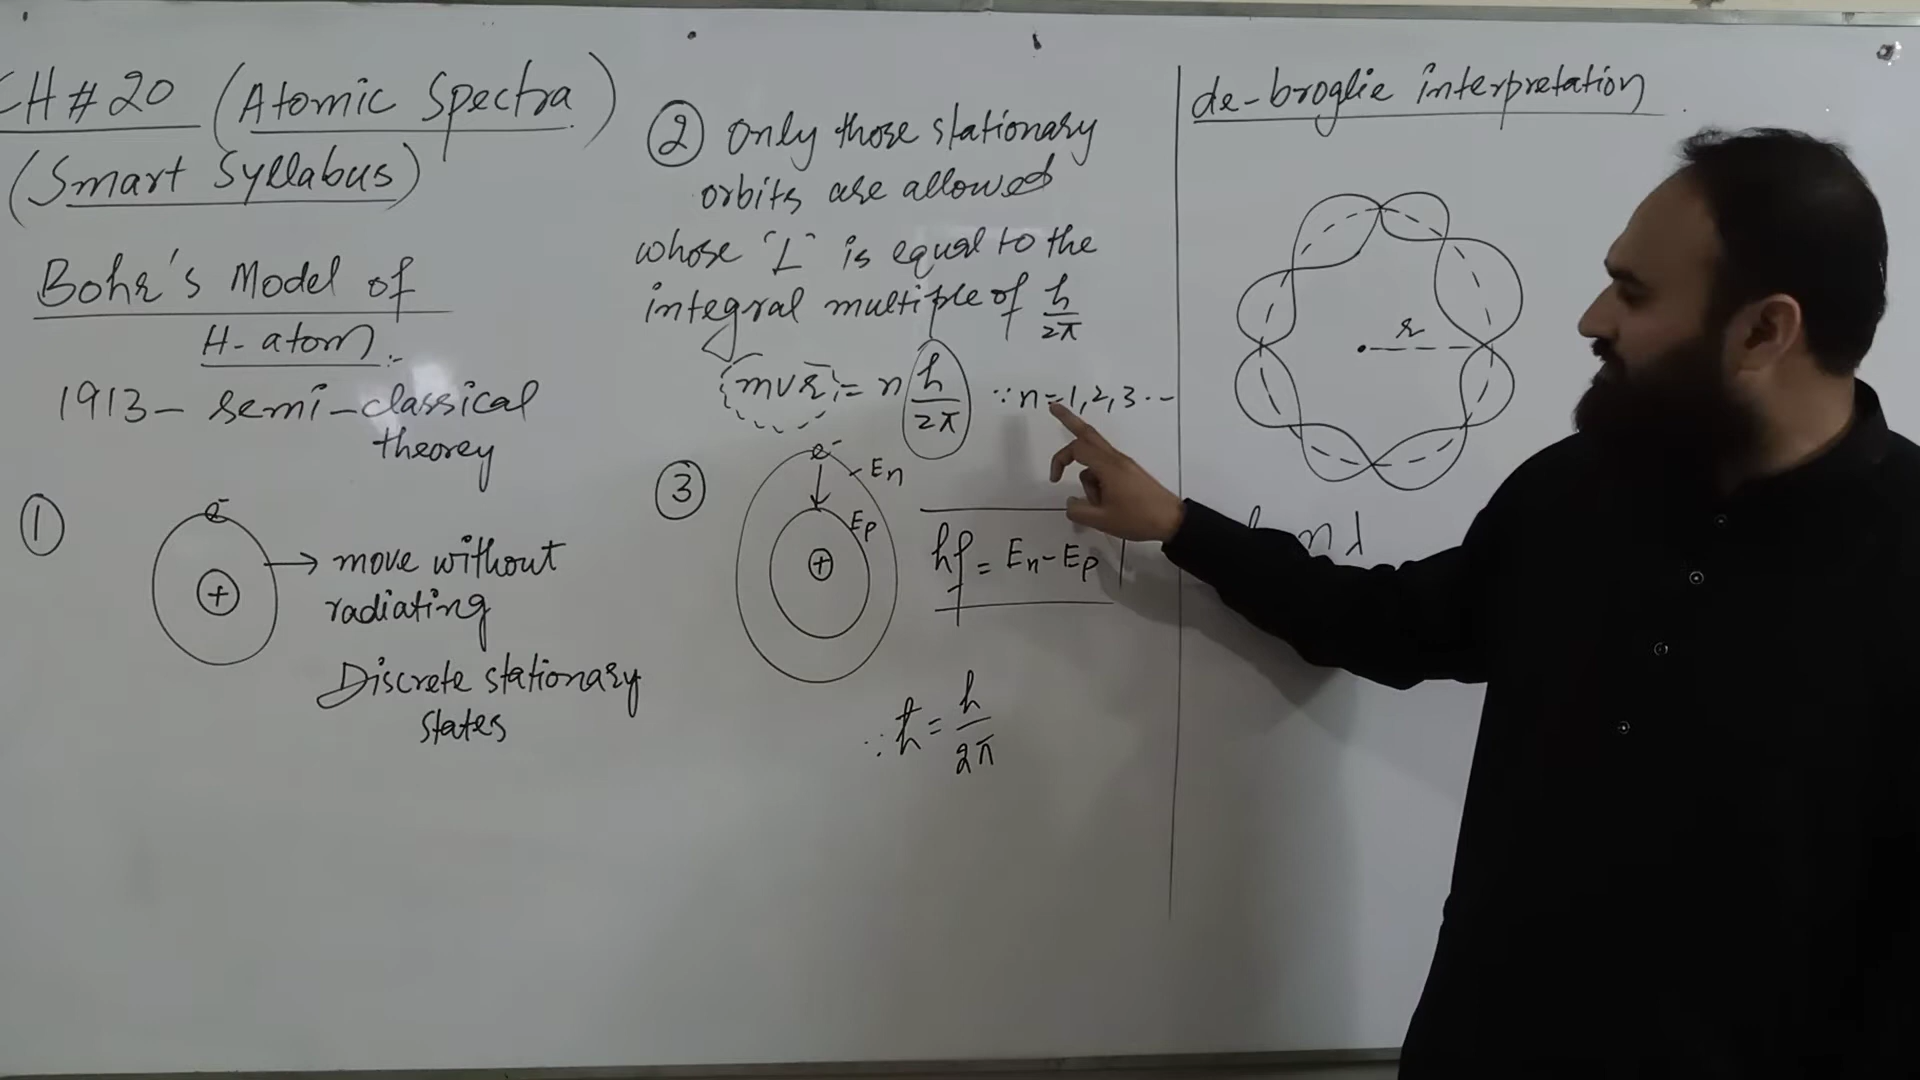 CH # 20 (Atomic Spectra)
(Smart Syllabus)
Bohr's Model of
H-atom:-
1913 - semi-classical
theorey
①
e⁻
+
→ move without
radiating
Discrete stationary
states
② Only those stationary
orbits are allowed
whose "L" is equal to the
integral multiple of h/2π
mvr = n h/2π ∵ n = 1, 2, 3 ---
③
e⁻
En
Ep
+
hf = En - Ep
∵ ħ = h/2π
de-broglie interpretation
r
nλ